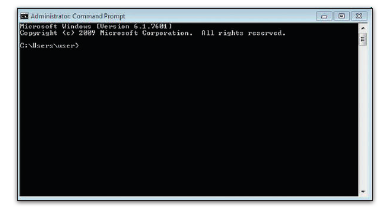 Administrator: Command Prompt
Microsoft Windows [Version 6.1.7601]
Copyright (c) 2009 Microsoft Corporation.  All rights reserved.
C:\Users\user>